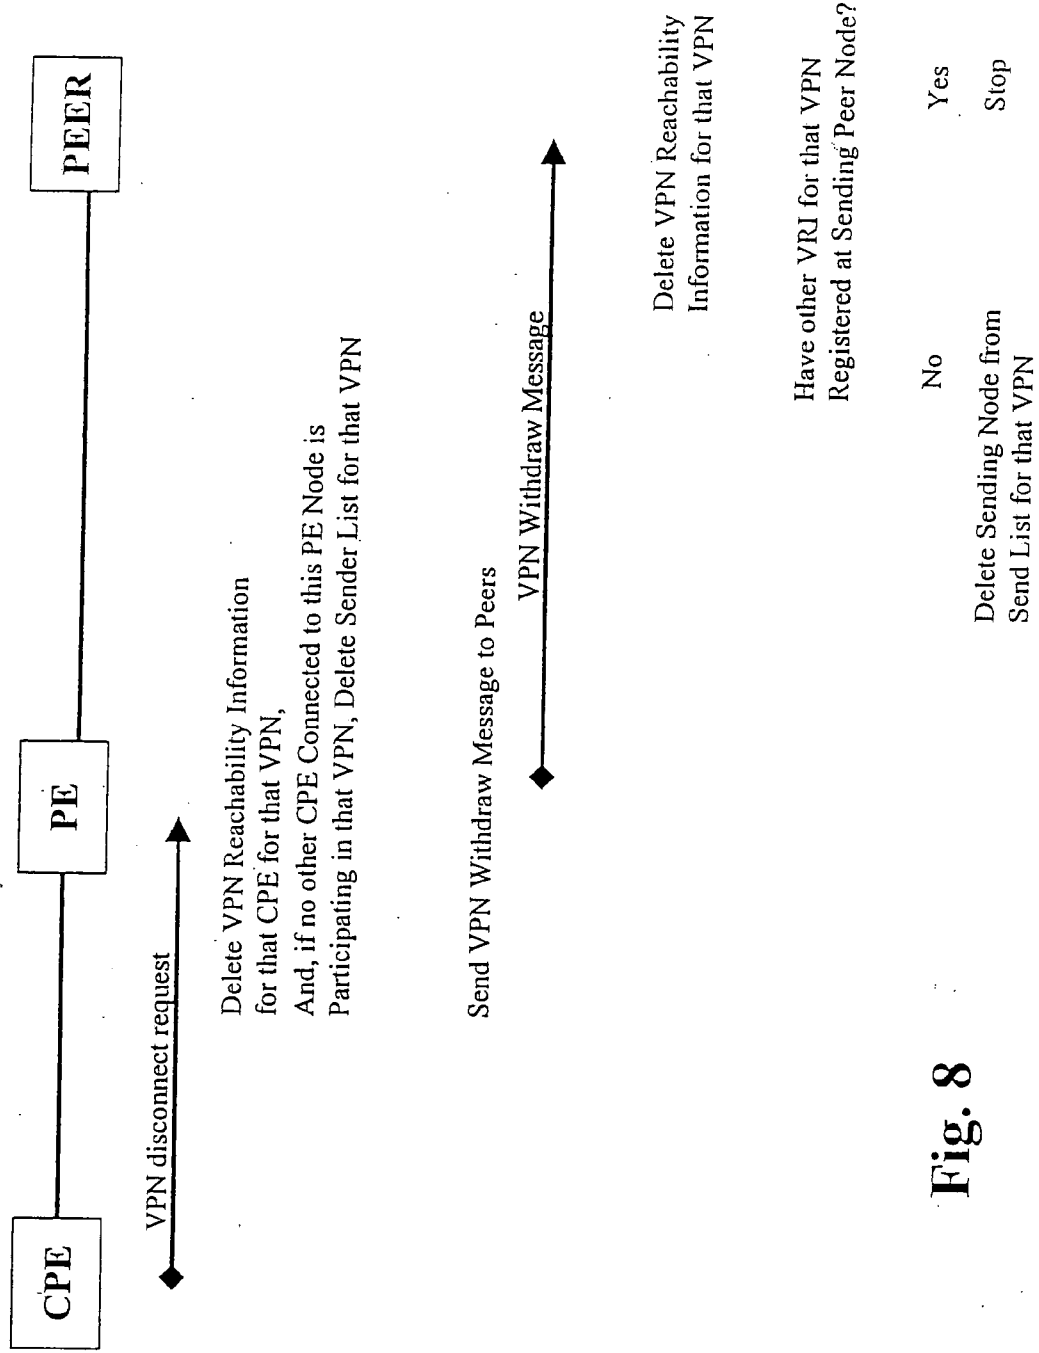 CPE
PE
PEER
VPN disconnect request
Delete VPN Reachability Information
for that CPE for that VPN,
And, if no other CPE Connected to this PE Node is
Participating in that VPN, Delete Sender List for that VPN
Send VPN Withdraw Message to Peers
VPN Withdraw Message
Delete VPN Reachability
Information for that VPN
Have other VRI for that VPN
Registered at Sending Peer Node?
No
Yes
Delete Sending Node from
Send List for that VPN
Stop
Fig. 8